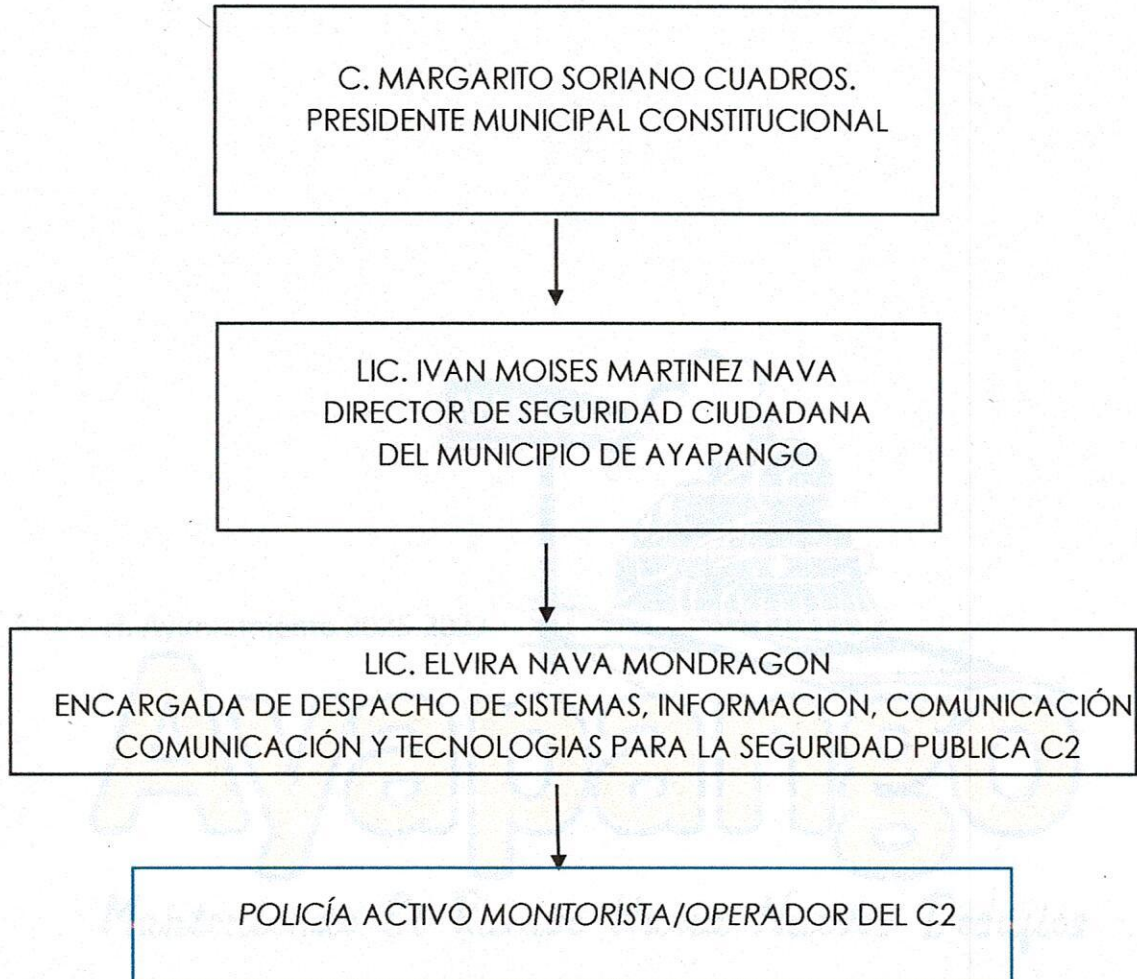 C. MARGARITO SORIANO CUADROS.
PRESIDENTE MUNICIPAL CONSTITUCIONAL
LIC. IVAN MOISES MARTINEZ NAVA
DIRECTOR DE SEGURIDAD CIUDADANA
DEL MUNICIPIO DE AYAPANGO
LIC. ELVIRA NAVA MONDRAGON
ENCARGADA DE DESPACHO DE SISTEMAS, INFORMACION, COMUNICACIÓN
COMUNICACIÓN Y TECNOLOGIAS PARA LA SEGURIDAD PUBLICA C2
Ayapango
POLICÍA ACTIVO MONITORISTA/OPERADOR DEL C2